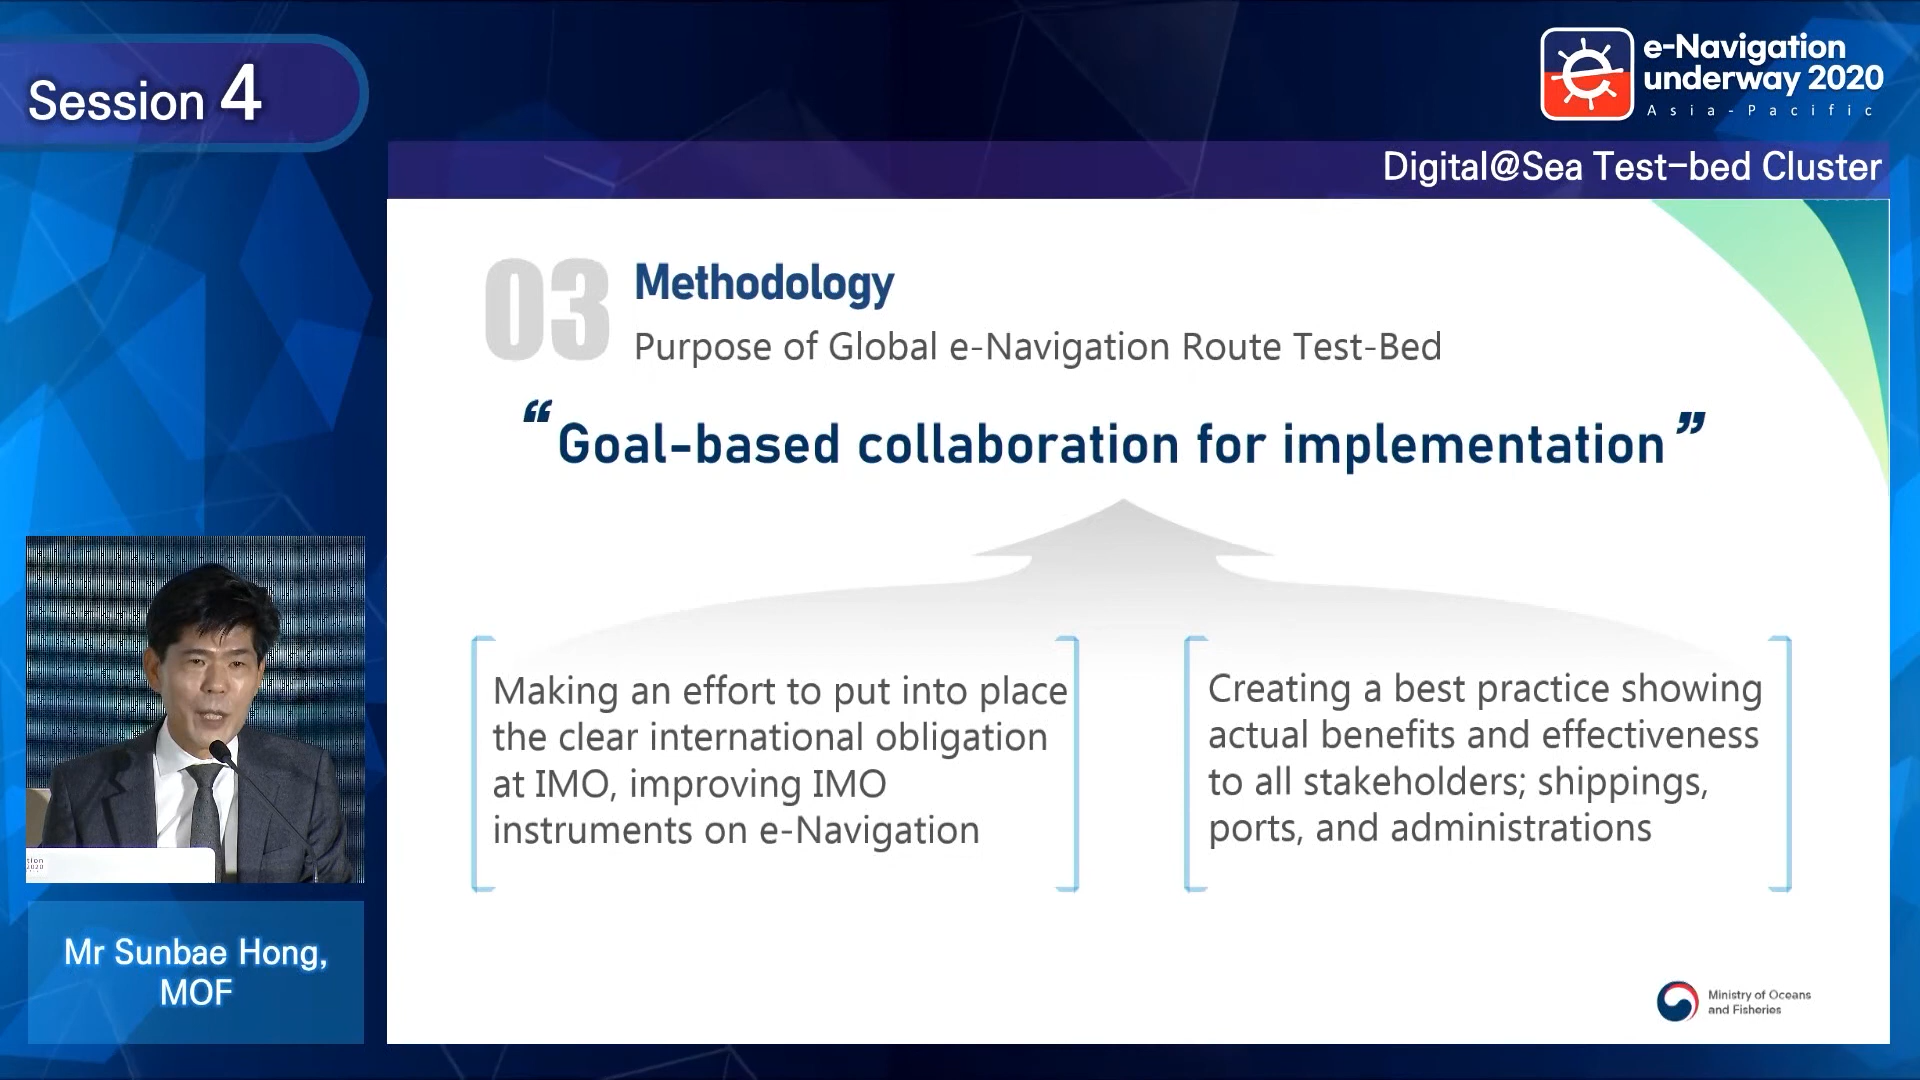 Session 4
e-Navigation
underway 2020
Asia-Pacific
Digital@Sea Test-bed Cluster
03
Methodology
Purpose of Global e-Navigation Route Test-Bed
“Goal-based collaboration for implementation”
Making an effort to put into place
the clear international obligation
at IMO, improving IMO
instruments on e-Navigation
Creating a best practice showing
actual benefits and effectiveness
to all stakeholders; shippings,
ports, and administrations
Mr Sunbae Hong,
MOF
Ministry of Oceans
and Fisheries